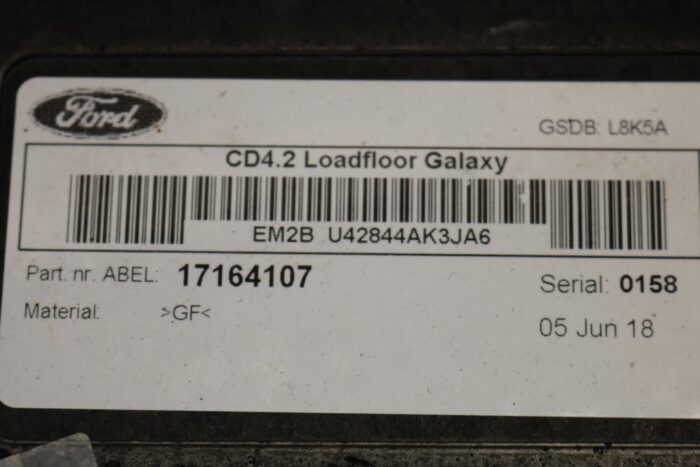 Ford
GSDB: L8K5A
CD4.2 Loadfloor Galaxy
EM2B U42844AK3JA6
Part. nr. ABEL: 17164107
Serial: 0158
Material: >GF<
05 Jun 18